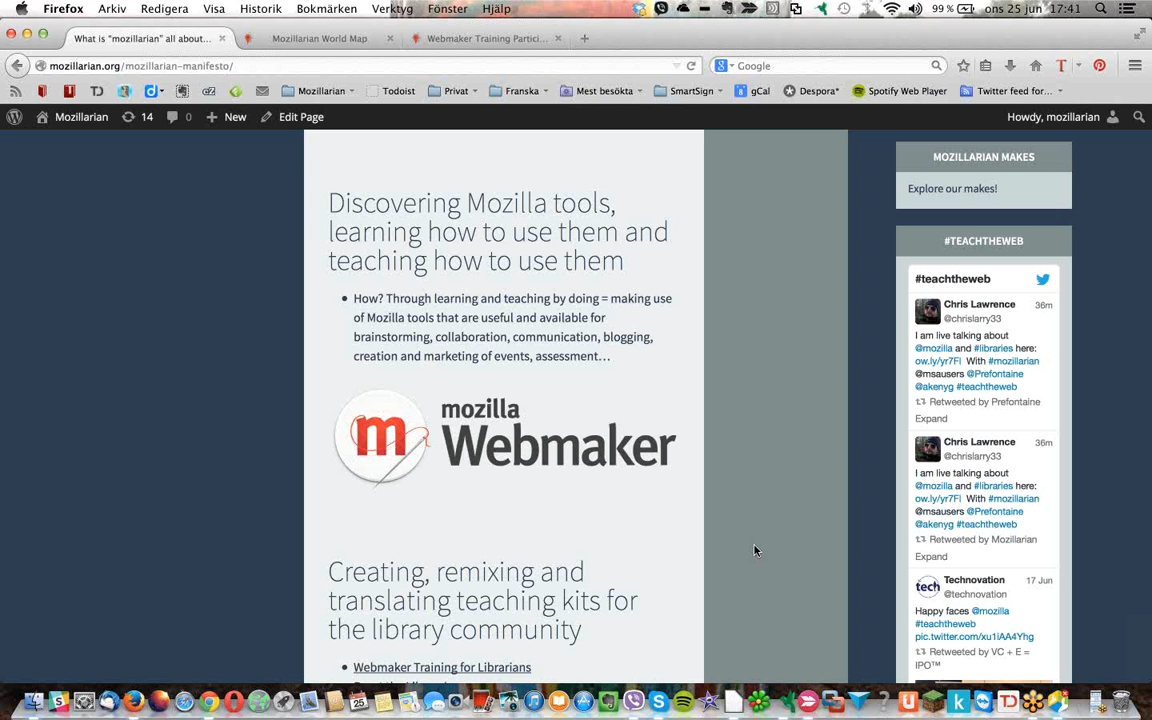 Firefox Arkiv Redigera Visa Historik Bokmärken Verktyg Fönster Hjälp 99 % ons 25 jun 17:41
What is “mozillarian” all about... Mozillarian World Map Webmaker Training Partici...
mozillarian.org/mozillarian-manifesto/ Google
Mozillarian Todoist Privat Franska Mest besökta SmartSign gCal Despora* Spotify Web Player Twitter feed for...
Mozillarian 14 0 New Edit Page Howdy, mozillarian
Discovering Mozilla tools,
learning how to use them and
teaching how to use them
How? Through learning and teaching by doing = making use
of Mozilla tools that are useful and available for
brainstorming, collaboration, communication, blogging,
creation and marketing of events, assessment…
m mozilla
Webmaker
Creating, remixing and
translating teaching kits for
the library community
Webmaker Training for Librarians
MOZILLARIAN MAKES
Explore our makes!
#TEACHTHEWEB
#teachtheweb
Chris Lawrence 36m
@chrislarry33
I am live talking about
@mozilla and #libraries here:
ow.ly/yr7Fl With #mozillarian
@msausers @Prefontaine
@akenyg #teachtheweb
Retweeted by Prefontaine
Expand
Chris Lawrence 36m
@chrislarry33
I am live talking about
@mozilla and #libraries here:
ow.ly/yr7Fl With #mozillarian
@msausers @Prefontaine
@akenyg #teachtheweb
Retweeted by Mozillarian
Expand
tech Technovation 17 Jun
@technovation
Happy faces @mozilla
#teachtheweb
pic.twitter.com/xu1iAA4Yhg
Retweeted by VC + E =
IPO™